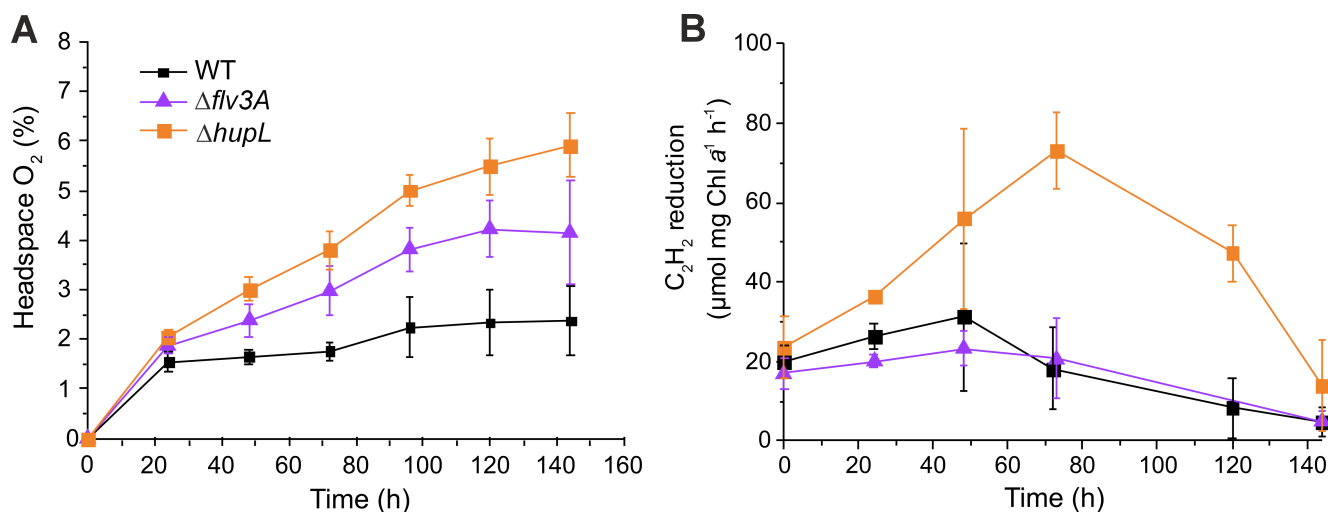 A
Headspace O₂ (%)
8
7
6
5
4
3
2
1
0
WT
Δflv3A
ΔhupL
0 20 40 60 80 100 120 140 160
Time (h)
B
C₂H₂ reduction
(µmol mg Chl a⁻¹ h⁻¹)
100
80
60
40
20
0
0 20 40 60 80 100 120 140
Time (h)